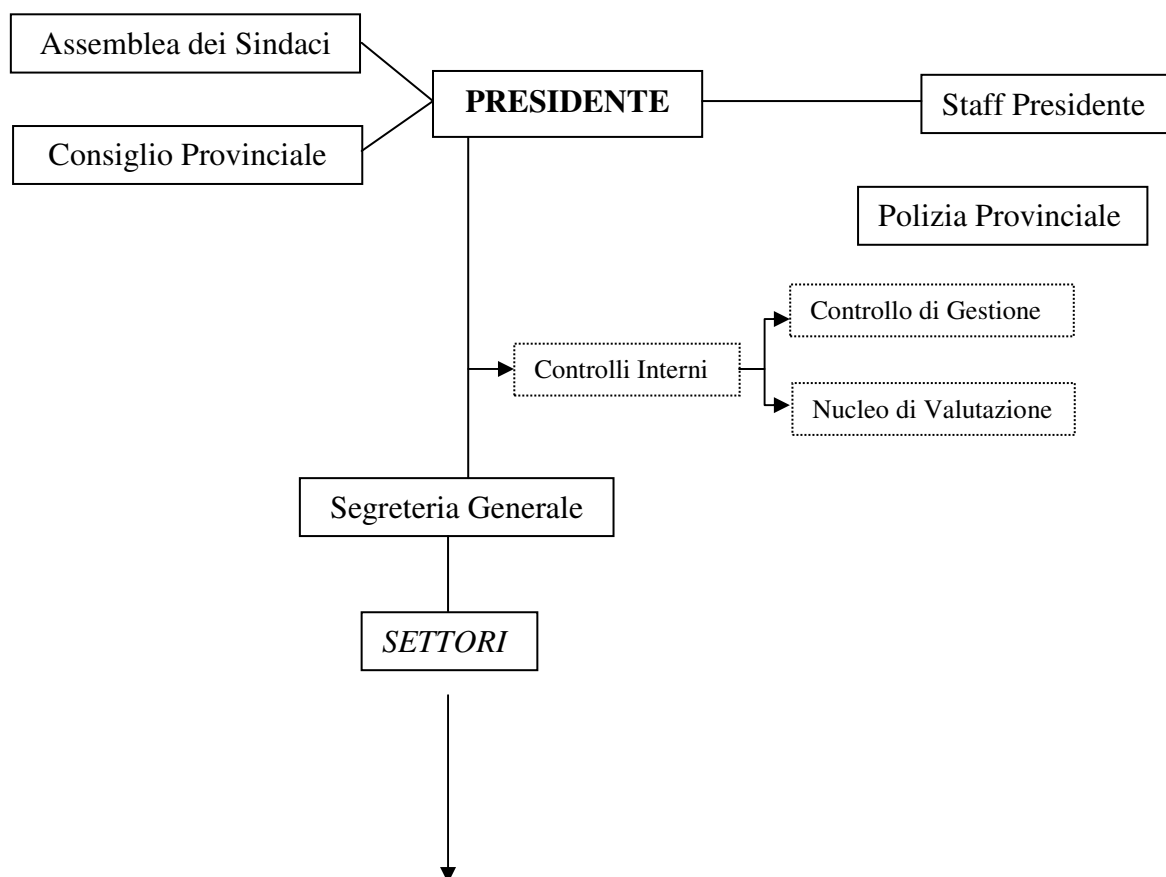 Assemblea dei Sindaci
PRESIDENTE
Staff Presidente
Consiglio Provinciale
Polizia Provinciale
Controllo di Gestione
Controlli Interni
Nucleo di Valutazione
Segreteria Generale
SETTORI